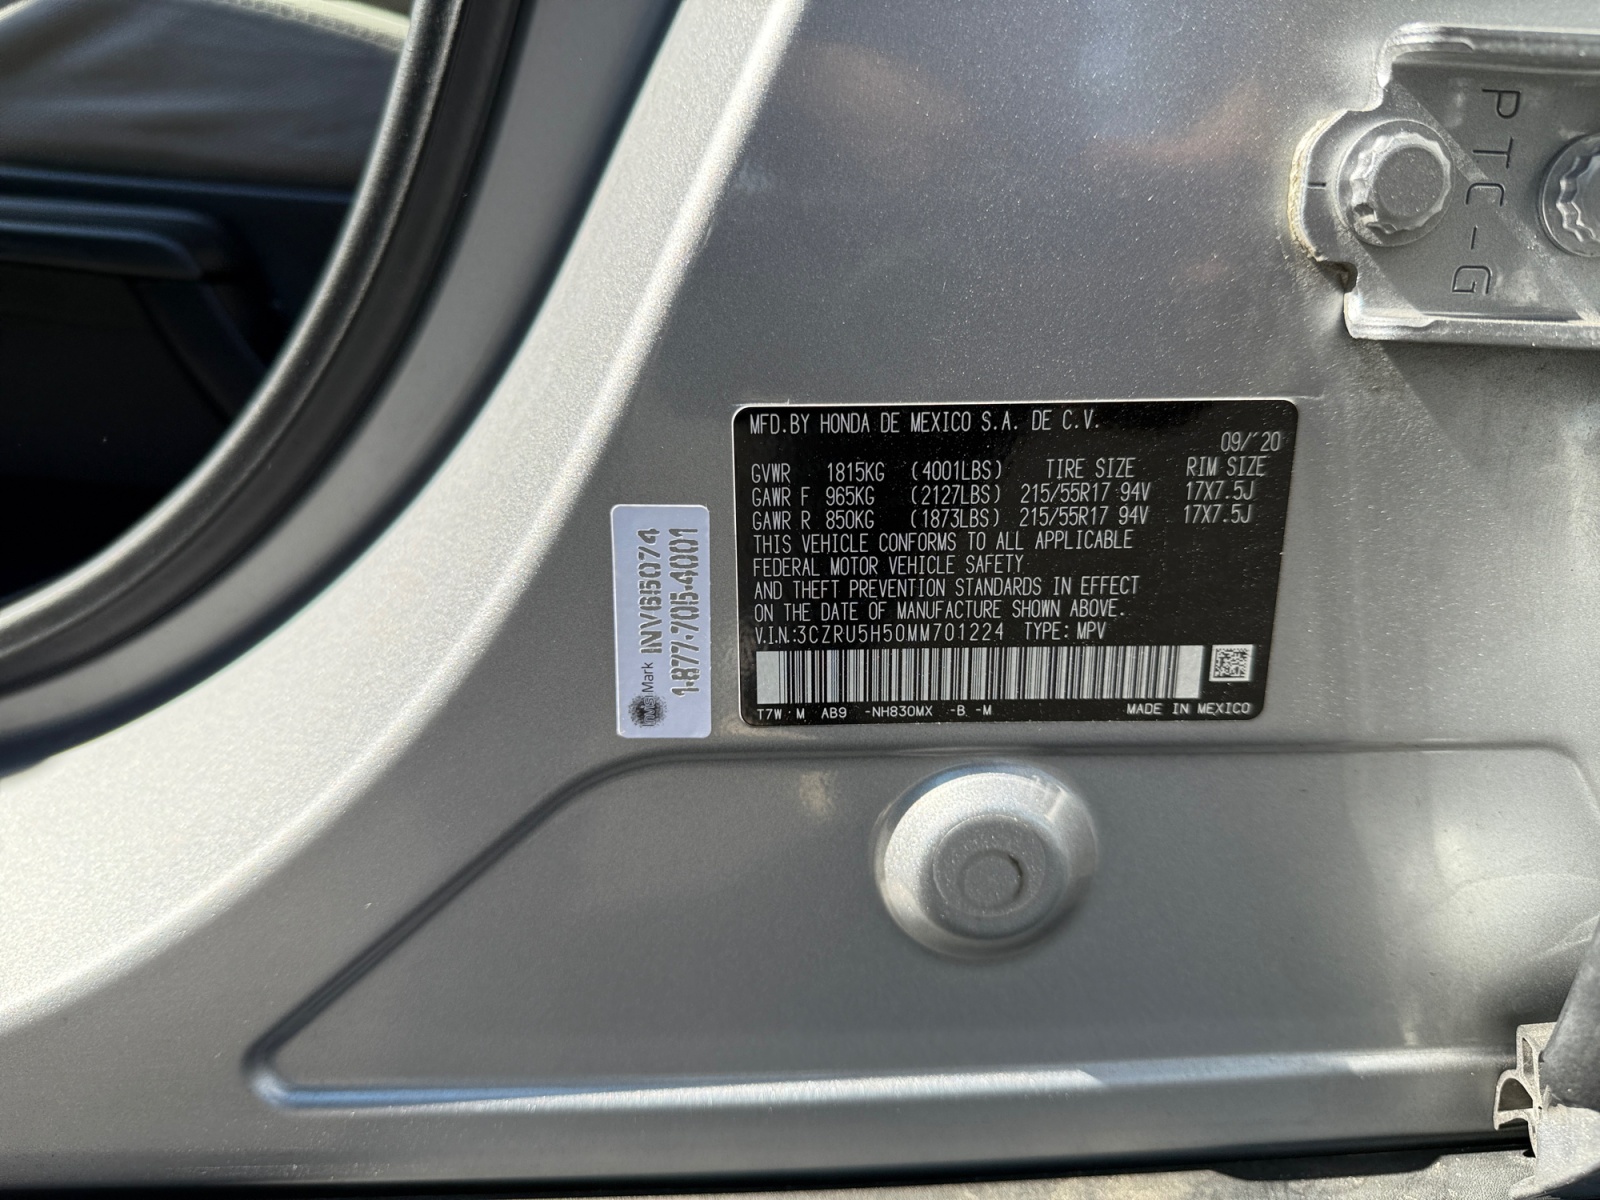 PTC-G
MFD.BY HONDA DE MEXICO S.A. DE C.V.
09/'20
GVWR 1815KG (4001LBS) TIRE SIZE RIM SIZE
GAWR F 965KG (2127LBS) 215/55R17 94V 17X7.5J
GAWR R 850KG (1873LBS) 215/55R17 94V 17X7.5J
THIS VEHICLE CONFORMS TO ALL APPLICABLE
FEDERAL MOTOR VEHICLE SAFETY
AND THEFT PREVENTION STANDARDS IN EFFECT
ON THE DATE OF MANUFACTURE SHOWN ABOVE.
V.I.N.:3CZRU5H50MM701224 TYPE: MPV
T7W M AB9 -NH830MX -B -M MADE IN MEXICO
Mark INVB5074
1-877-705-4001